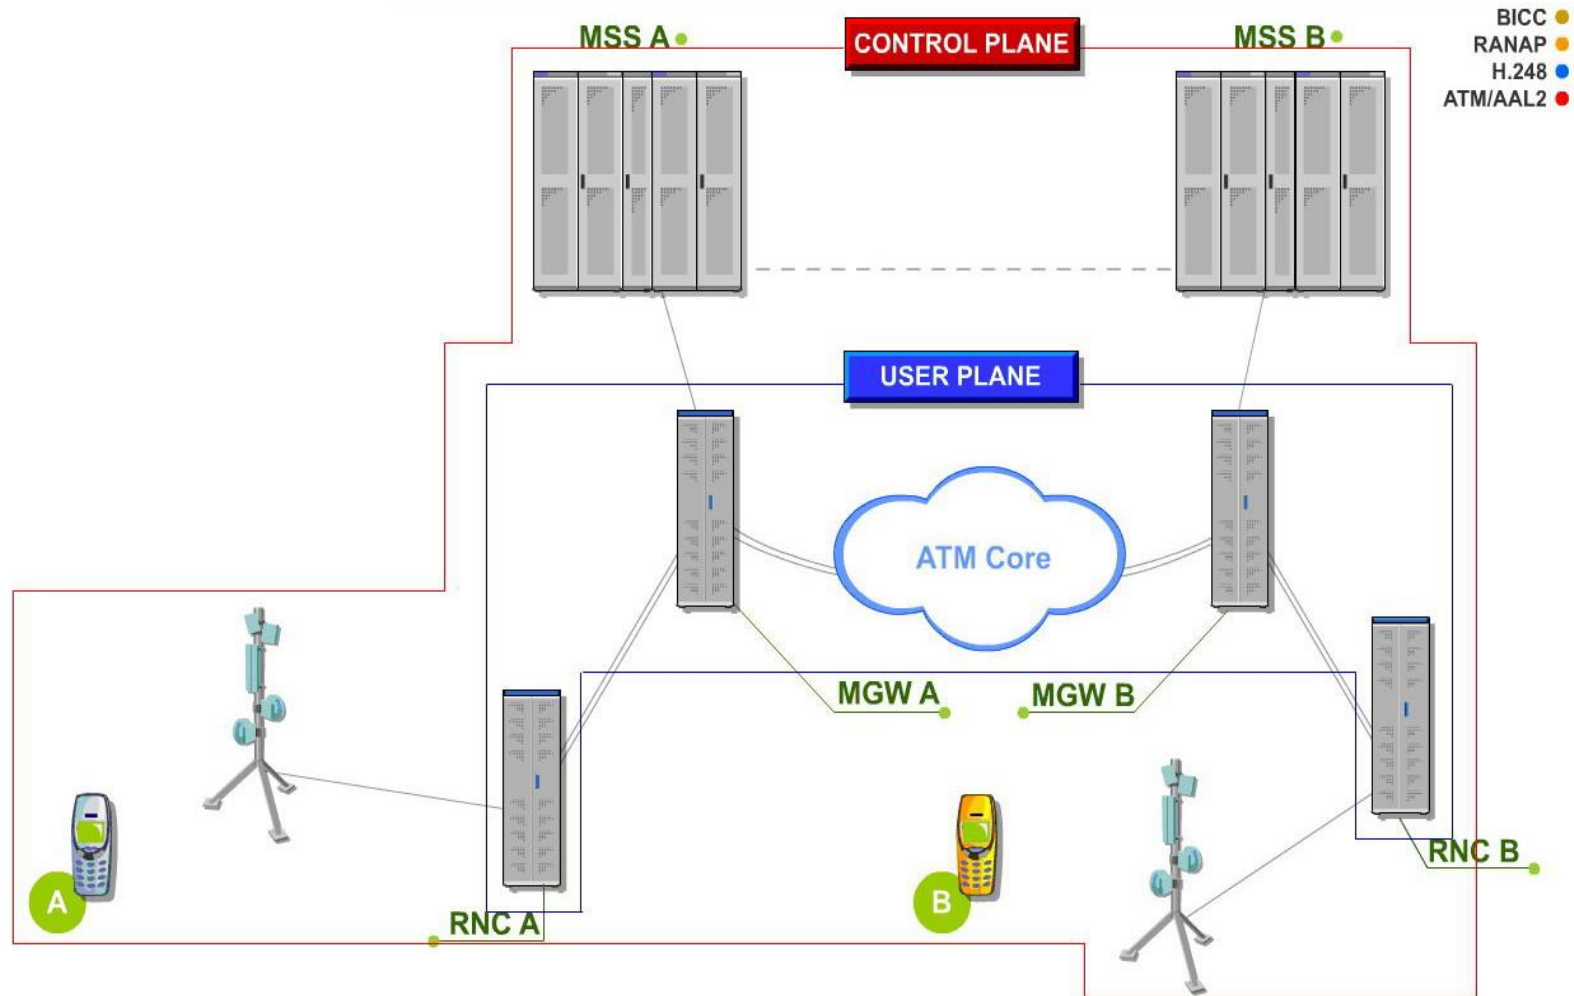 MSS A
CONTROL PLANE
MSS B
BICC
RANAP
H.248
ATM/AAL2
USER PLANE
ATM Core
MGW A
MGW B
A
RNC A
B
RNC B